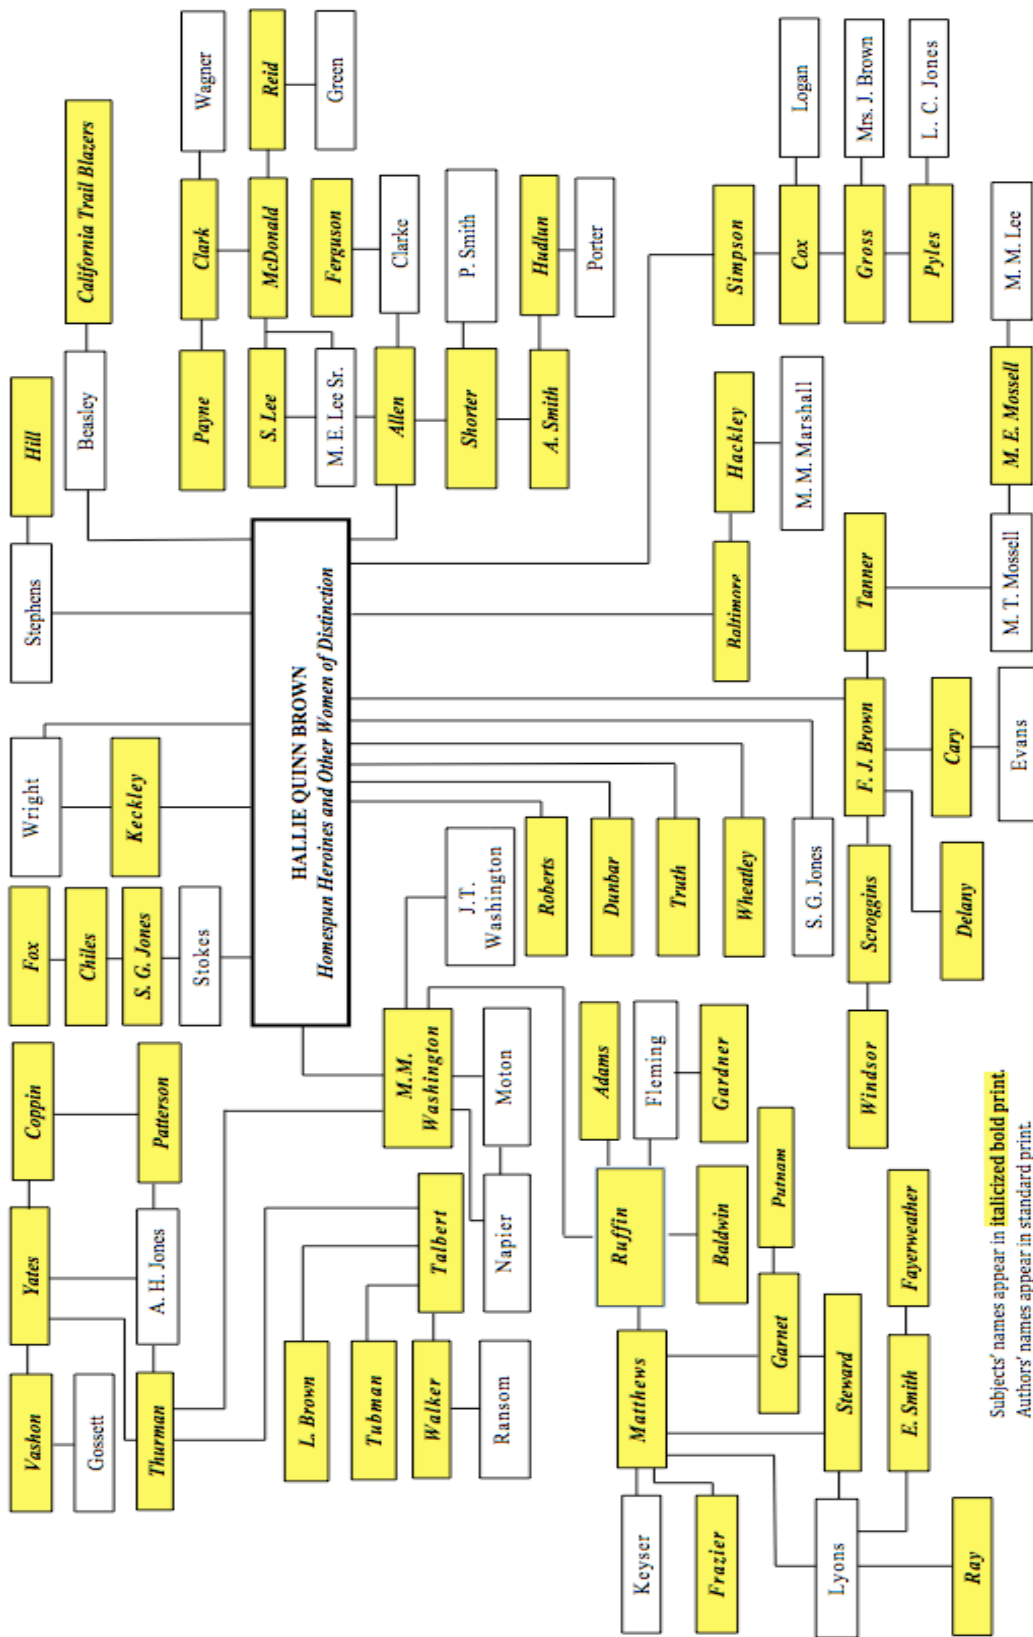 Vashon
Gossett
Yates
Coppin
Thurman
A. H. Jones
Patterson
Fox
Chiles
S. G. Jones
Stokes
Wright
Keckley
Stephens
Hill
Beasley
California Trail Blazers
Payne
Clark
Wagner
S. Lee
McDonald
Reid
M. E. Lee Sr.
Ferguson
Green
Allen
Clarke
Shorter
P. Smith
A. Smith
Hudlun
Porter
HALLIE QUINN BROWN
Homespun Heroines and Other Women of Distinction
L. Brown
Tubman
Walker
Ransom
Talbert
Napier
M.M.
Washington
Moton
J.T.
Washington
Roberts
Dunbar
Truth
Wheatley
S. G. Jones
Baltimore
Hackley
M. M. Marshall
Simpson
Cox
Logan
Gross
Mrs. J. Brown
Pyles
L. C. Jones
Keyser
Frazier
Matthews
Ruffin
Adams
Fleming
Gardner
Baldwin
Garnet
Putnam
Lyons
Steward
E. Smith
Fayerweather
Ray
Windsor
Scroggins
F. J. Brown
Tanner
Delany
Cary
Evans
M. T. Mossell
M. E. Mossell
M. M. Lee
Subjects' names appear in italicized bold print.
Authors' names appear in standard print.